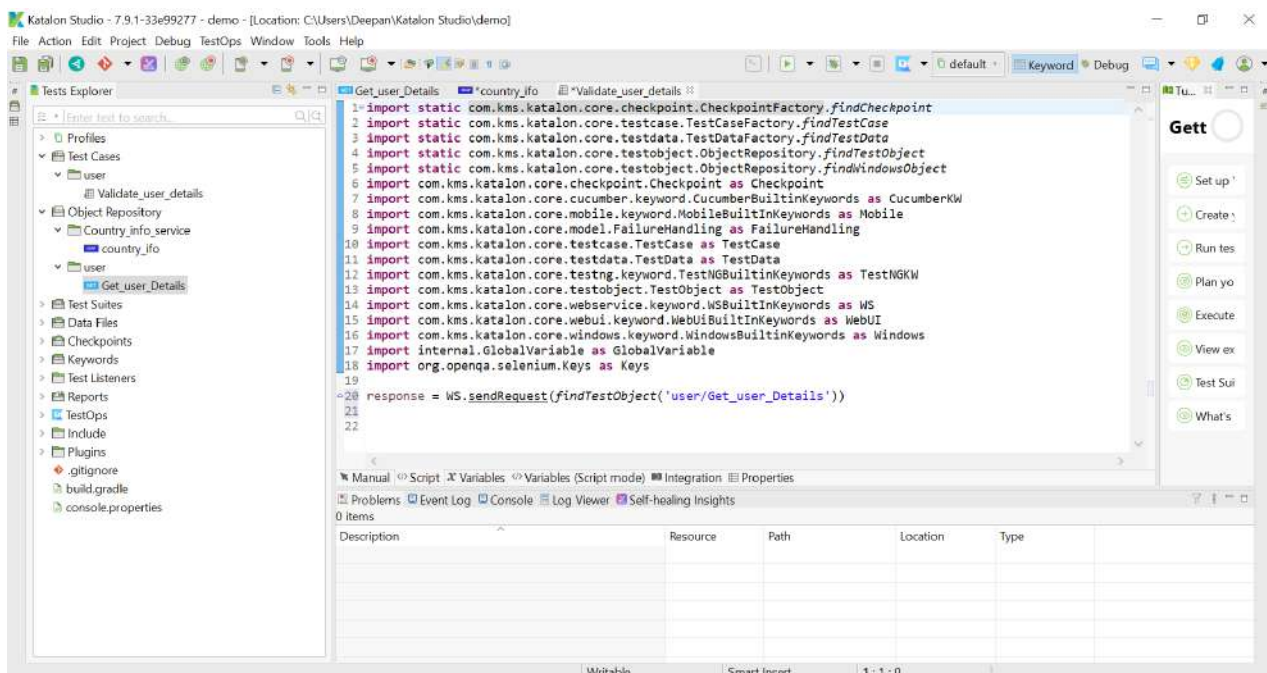 Katalon Studio - 7.9.1-33e99277 - demo - [Location: C:\Users\Deepan\Katalon Studio\demo]
File Action Edit Project Debug TestOps Window Tools Help
default
Keyword Debug
Tests Explorer
Enter text to search...
Profiles
Test Cases
user
Validate_user_details
Object Repository
Country_info_service
country_ifo
user
Get_user_Details
Test Suites
Data Files
Checkpoints
Keywords
Test Listeners
Reports
TestOps
Include
Plugins
.gitignore
build.gradle
console.properties
Get_user_Details *country_ifo *Validate_user_details
1 import static com.kms.katalon.core.checkpoint.CheckpointFactory.findCheckpoint
2 import static com.kms.katalon.core.testcase.TestCaseFactory.findTestCase
3 import static com.kms.katalon.core.testdata.TestDataFactory.findTestData
4 import static com.kms.katalon.core.testobject.ObjectRepository.findTestObject
5 import static com.kms.katalon.core.testobject.ObjectRepository.findWindowsObject
6 import com.kms.katalon.core.checkpoint.Checkpoint as Checkpoint
7 import com.kms.katalon.core.cucumber.keyword.CucumberBuiltinKeywords as CucumberKW
8 import com.kms.katalon.core.mobile.keyword.MobileBuiltInKeywords as Mobile
9 import com.kms.katalon.core.model.FailureHandling as FailureHandling
10 import com.kms.katalon.core.testcase.TestCase as TestCase
11 import com.kms.katalon.core.testdata.TestData as TestData
12 import com.kms.katalon.core.testng.keyword.TestNGBuiltinKeywords as TestNGKW
13 import com.kms.katalon.core.testobject.TestObject as TestObject
14 import com.kms.katalon.core.webservice.keyword.WSBuiltInKeywords as WS
15 import com.kms.katalon.core.webui.keyword.WebUiBuiltInKeywords as WebUI
16 import com.kms.katalon.core.windows.keyword.WindowsBuiltinKeywords as Windows
17 import internal.GlobalVariable as GlobalVariable
18 import org.openqa.selenium.Keys as Keys
19
20 response = WS.sendRequest(findTestObject('user/Get_user_Details'))
21
22
Manual Script Variables Variables (Script mode) Integration Properties
Tu...
Gett
Set up
Create
Run tes
Plan yo
Execute
View ex
Test Sui
What's
Problems Event Log Console Log Viewer Self-healing Insights
0 items
Description Resource Path Location Type
Writable Smart Insert 1 : 1 : 0